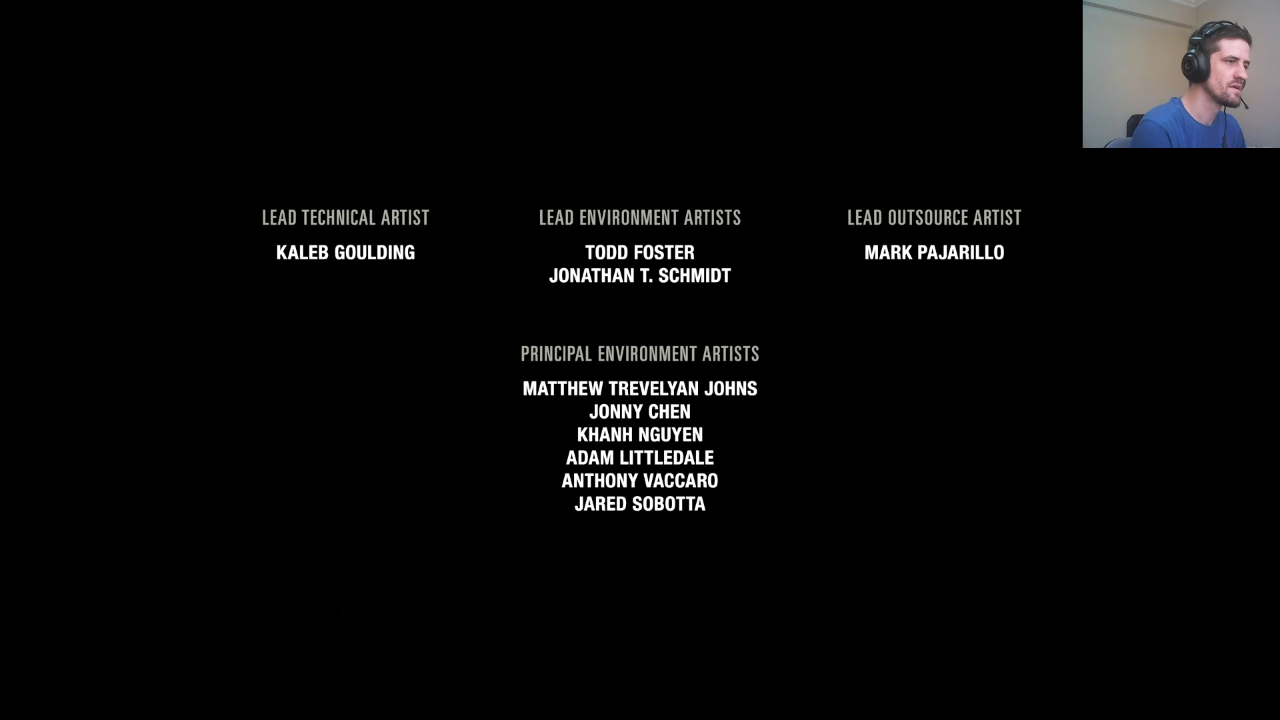 LEAD TECHNICAL ARTIST
KALEB GOULDING
LEAD ENVIRONMENT ARTISTS
TODD FOSTER
JONATHAN T. SCHMIDT
LEAD OUTSOURCE ARTIST
MARK PAJARILLO
PRINCIPAL ENVIRONMENT ARTISTS
MATTHEW TREVELYAN JOHNS
JONNY CHEN
KHANH NGUYEN
ADAM LITTLEDALE
ANTHONY VACCARO
JARED SOBOTTA